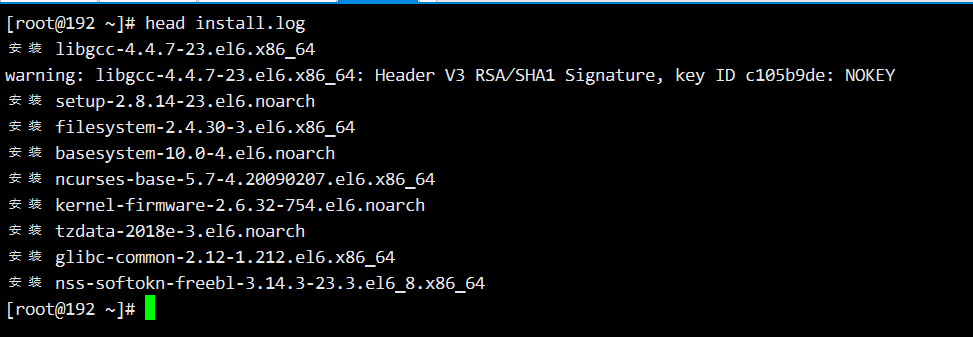 [root@192 ~]# head install.log
安装 libgcc-4.4.7-23.el6.x86_64
warning: libgcc-4.4.7-23.el6.x86_64: Header V3 RSA/SHA1 Signature, key ID c105b9de: NOKEY
安装 setup-2.8.14-23.el6.noarch
安装 filesystem-2.4.30-3.el6.x86_64
安装 basesystem-10.0-4.el6.noarch
安装 ncurses-base-5.7-4.20090207.el6.x86_64
安装 kernel-firmware-2.6.32-754.el6.noarch
安装 tzdata-2018e-3.el6.noarch
安装 glibc-common-2.12-1.212.el6.x86_64
安装 nss-softokn-freebl-3.14.3-23.3.el6_8.x86_64
[root@192 ~]#